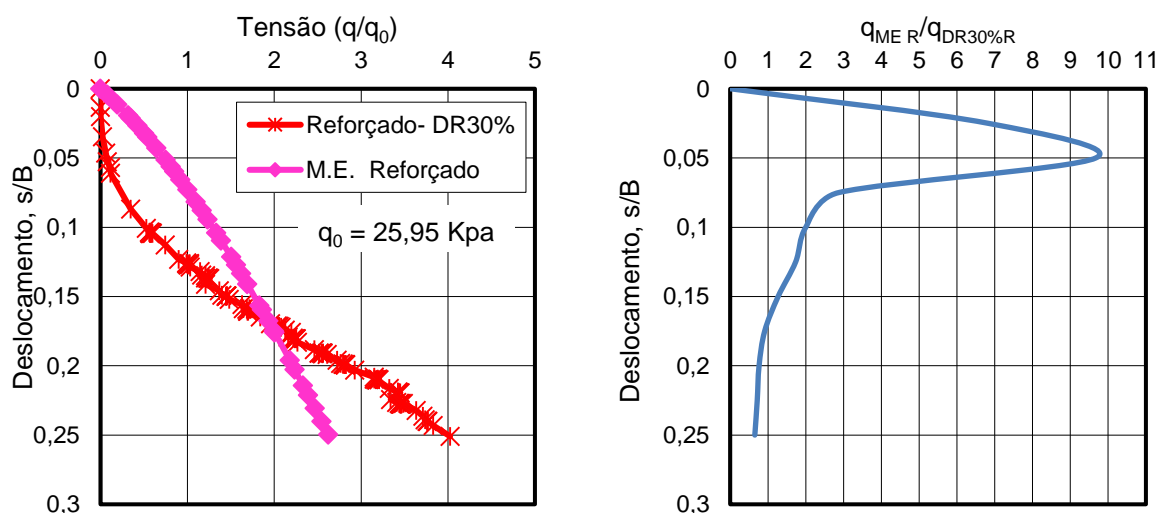 Tensão (q/q0)
0 1 2 3 4 5
0
0,05
0,1
0,15
0,2
0,25
0,3
Deslocamento, s/B
Reforçado- DR30%
M.E. Reforçado
q0 = 25,95 Kpa
qME R/qDR30%R
0 1 2 3 4 5 6 7 8 9 10 11
0
0,05
0,1
0,15
0,2
0,25
0,3
Deslocamento, s/B